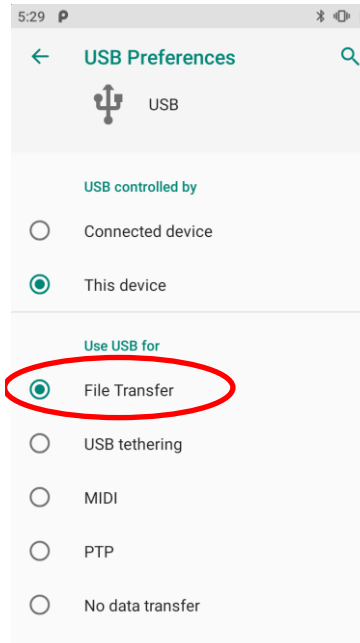 5:29
USB Preferences
USB
USB controlled by
Connected device
This device
Use USB for
File Transfer
USB tethering
MIDI
PTP
No data transfer